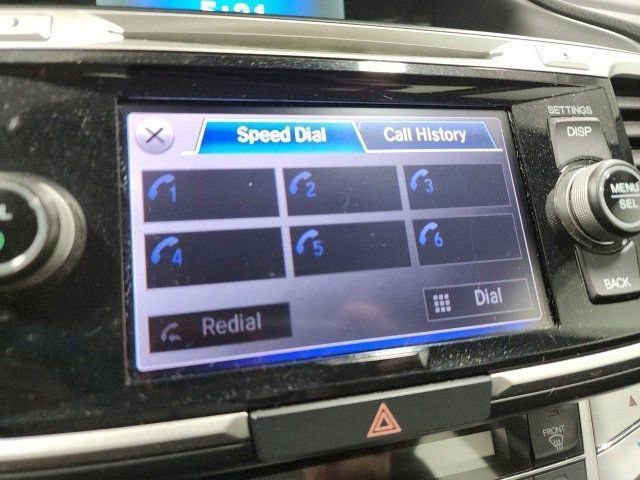 SETTINGS
DISP
Speed Dial
Call History
MENU
SEL
1
2
3
4
5
6
BACK
Redial
Dial
FRONT